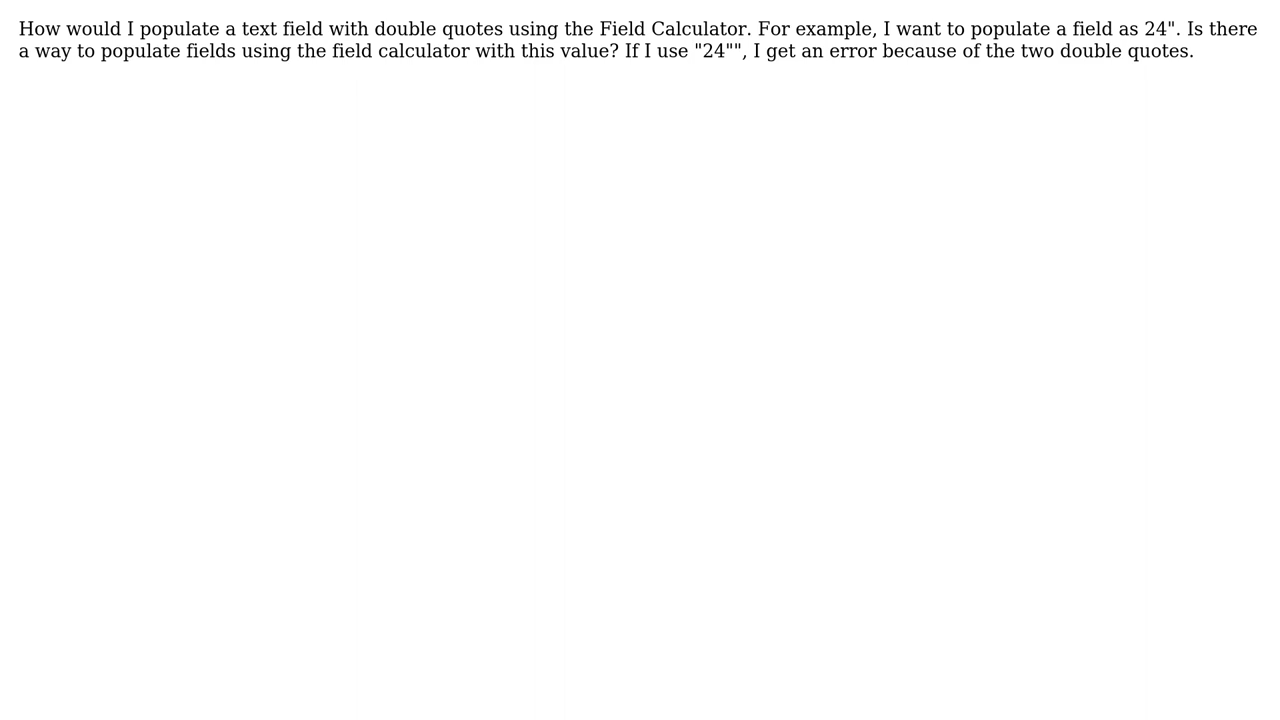 How would I populate a text field with double quotes using the Field Calculator. For example, I want to populate a field as 24". Is there
a way to populate fields using the field calculator with this value? If I use "24"", I get an error because of the two double quotes.